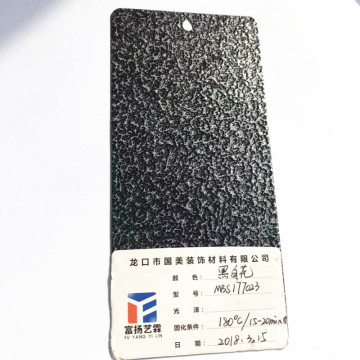 龙口市国美装饰材料有限公司
颜 色: 黑白花
型 号: MBS177023
光 泽:
固化条件: 180℃/15-20min
日 期: 2018.3.15
富扬艺霖
FU YANG YI LIN